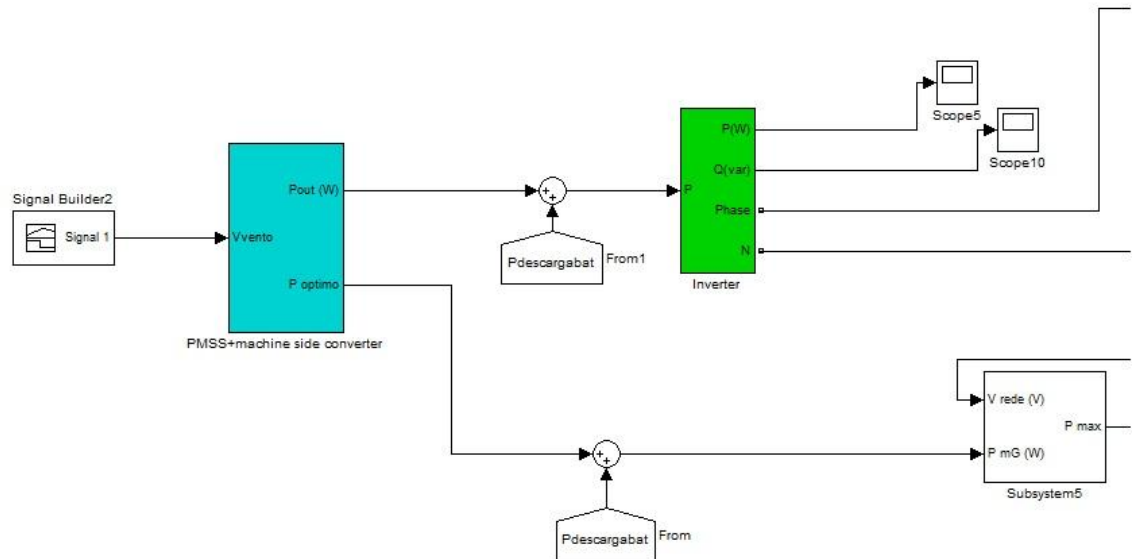 Signal Builder2
Signal 1
Vvento
Pout (W)
P optimo
PMSS+machine side converter
+
+
Pdescargabat
From1
P
P(W)
Q(var)
Phase
N
Inverter
Scope5
Scope10
+
+
Pdescargabat
From
V rede (V)
P mG (W)
P max
Subsystem5